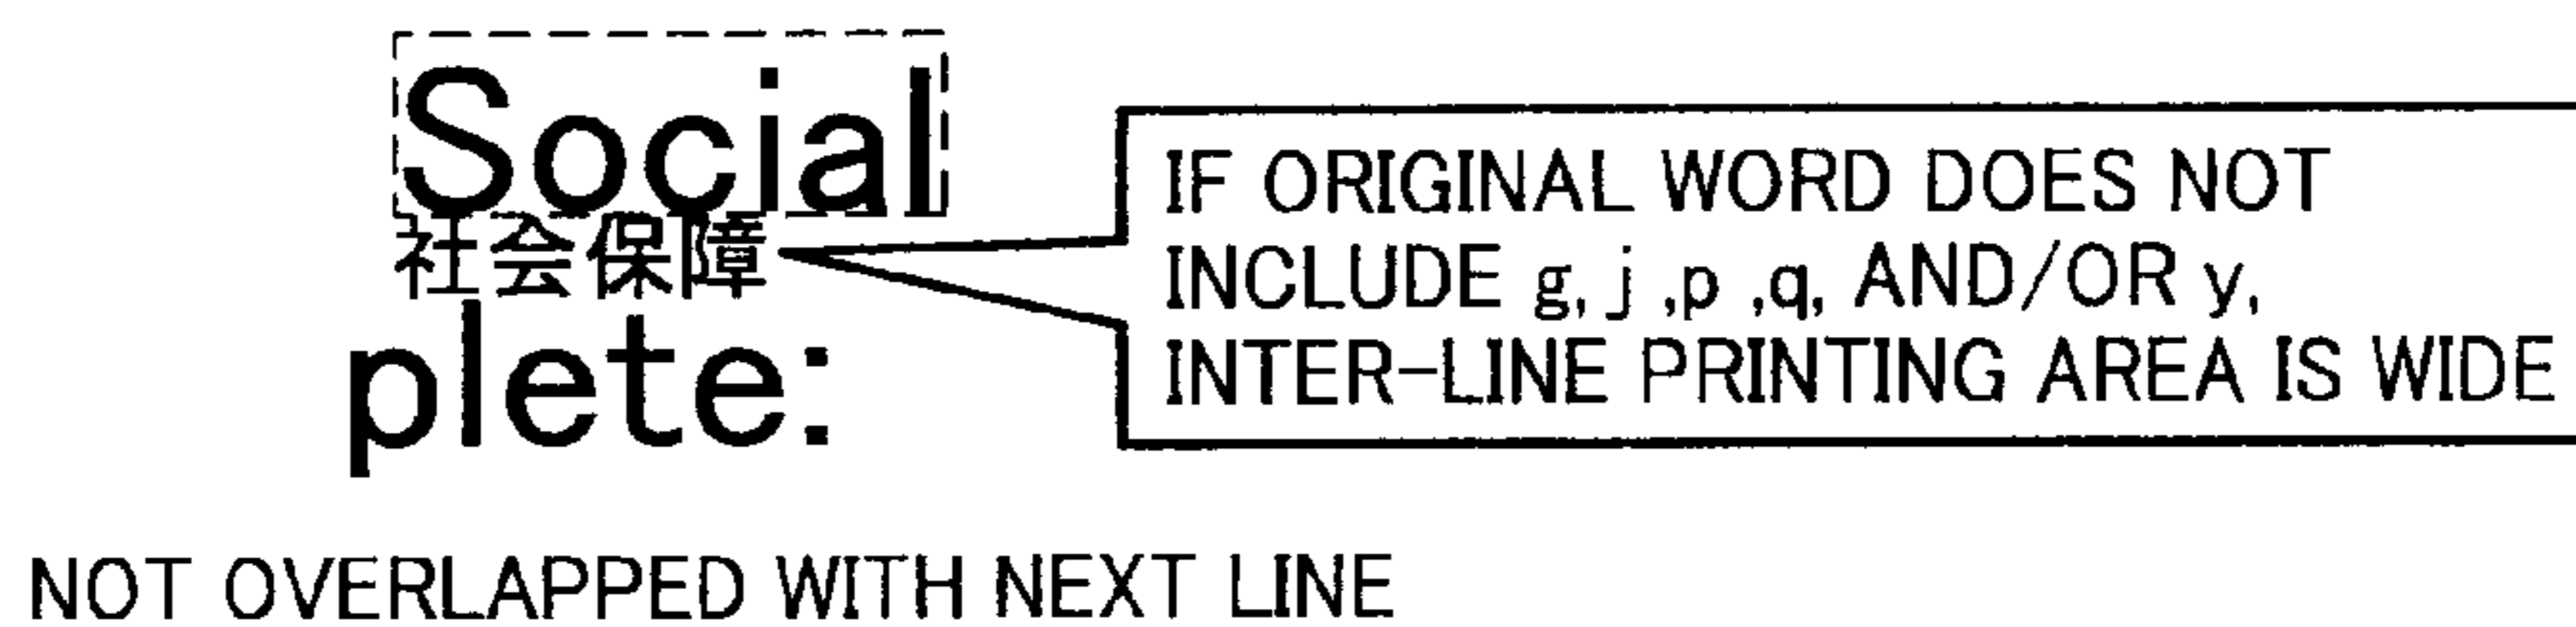 Social
社会保障
plete:
IF ORIGINAL WORD DOES NOT
INCLUDE g, j ,p ,q, AND/OR y,
INTER-LINE PRINTING AREA IS WIDE
NOT OVERLAPPED WITH NEXT LINE